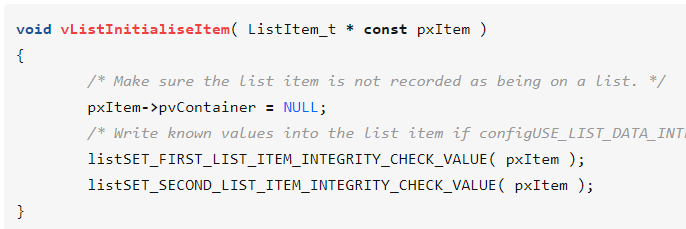 void vListInitialiseItem( ListItem_t * const pxItem )
{
/* Make sure the list item is not recorded as being on a list. */
pxItem->pvContainer = NULL;
/* Write known values into the list item if configUSE_LIST_DATA_INT
listSET_FIRST_LIST_ITEM_INTEGRITY_CHECK_VALUE( pxItem );
listSET_SECOND_LIST_ITEM_INTEGRITY_CHECK_VALUE( pxItem );
}